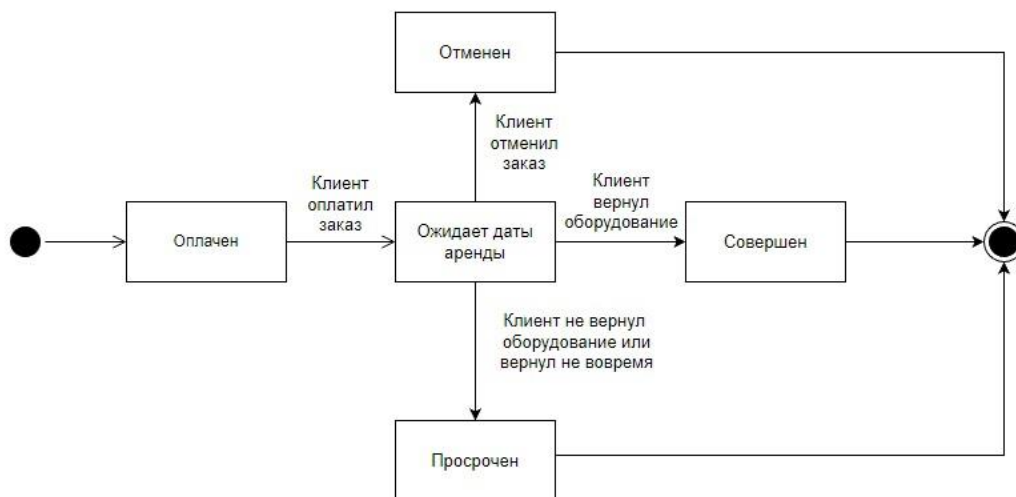 Отменен
Клиент
отменил
заказ
Клиент
оплатил
заказ
Клиент
вернул
оборудование
Оплачен
Ожидает даты
аренды
Совершен
Клиент не вернул
оборудование или
вернул не вовремя
Просрочен